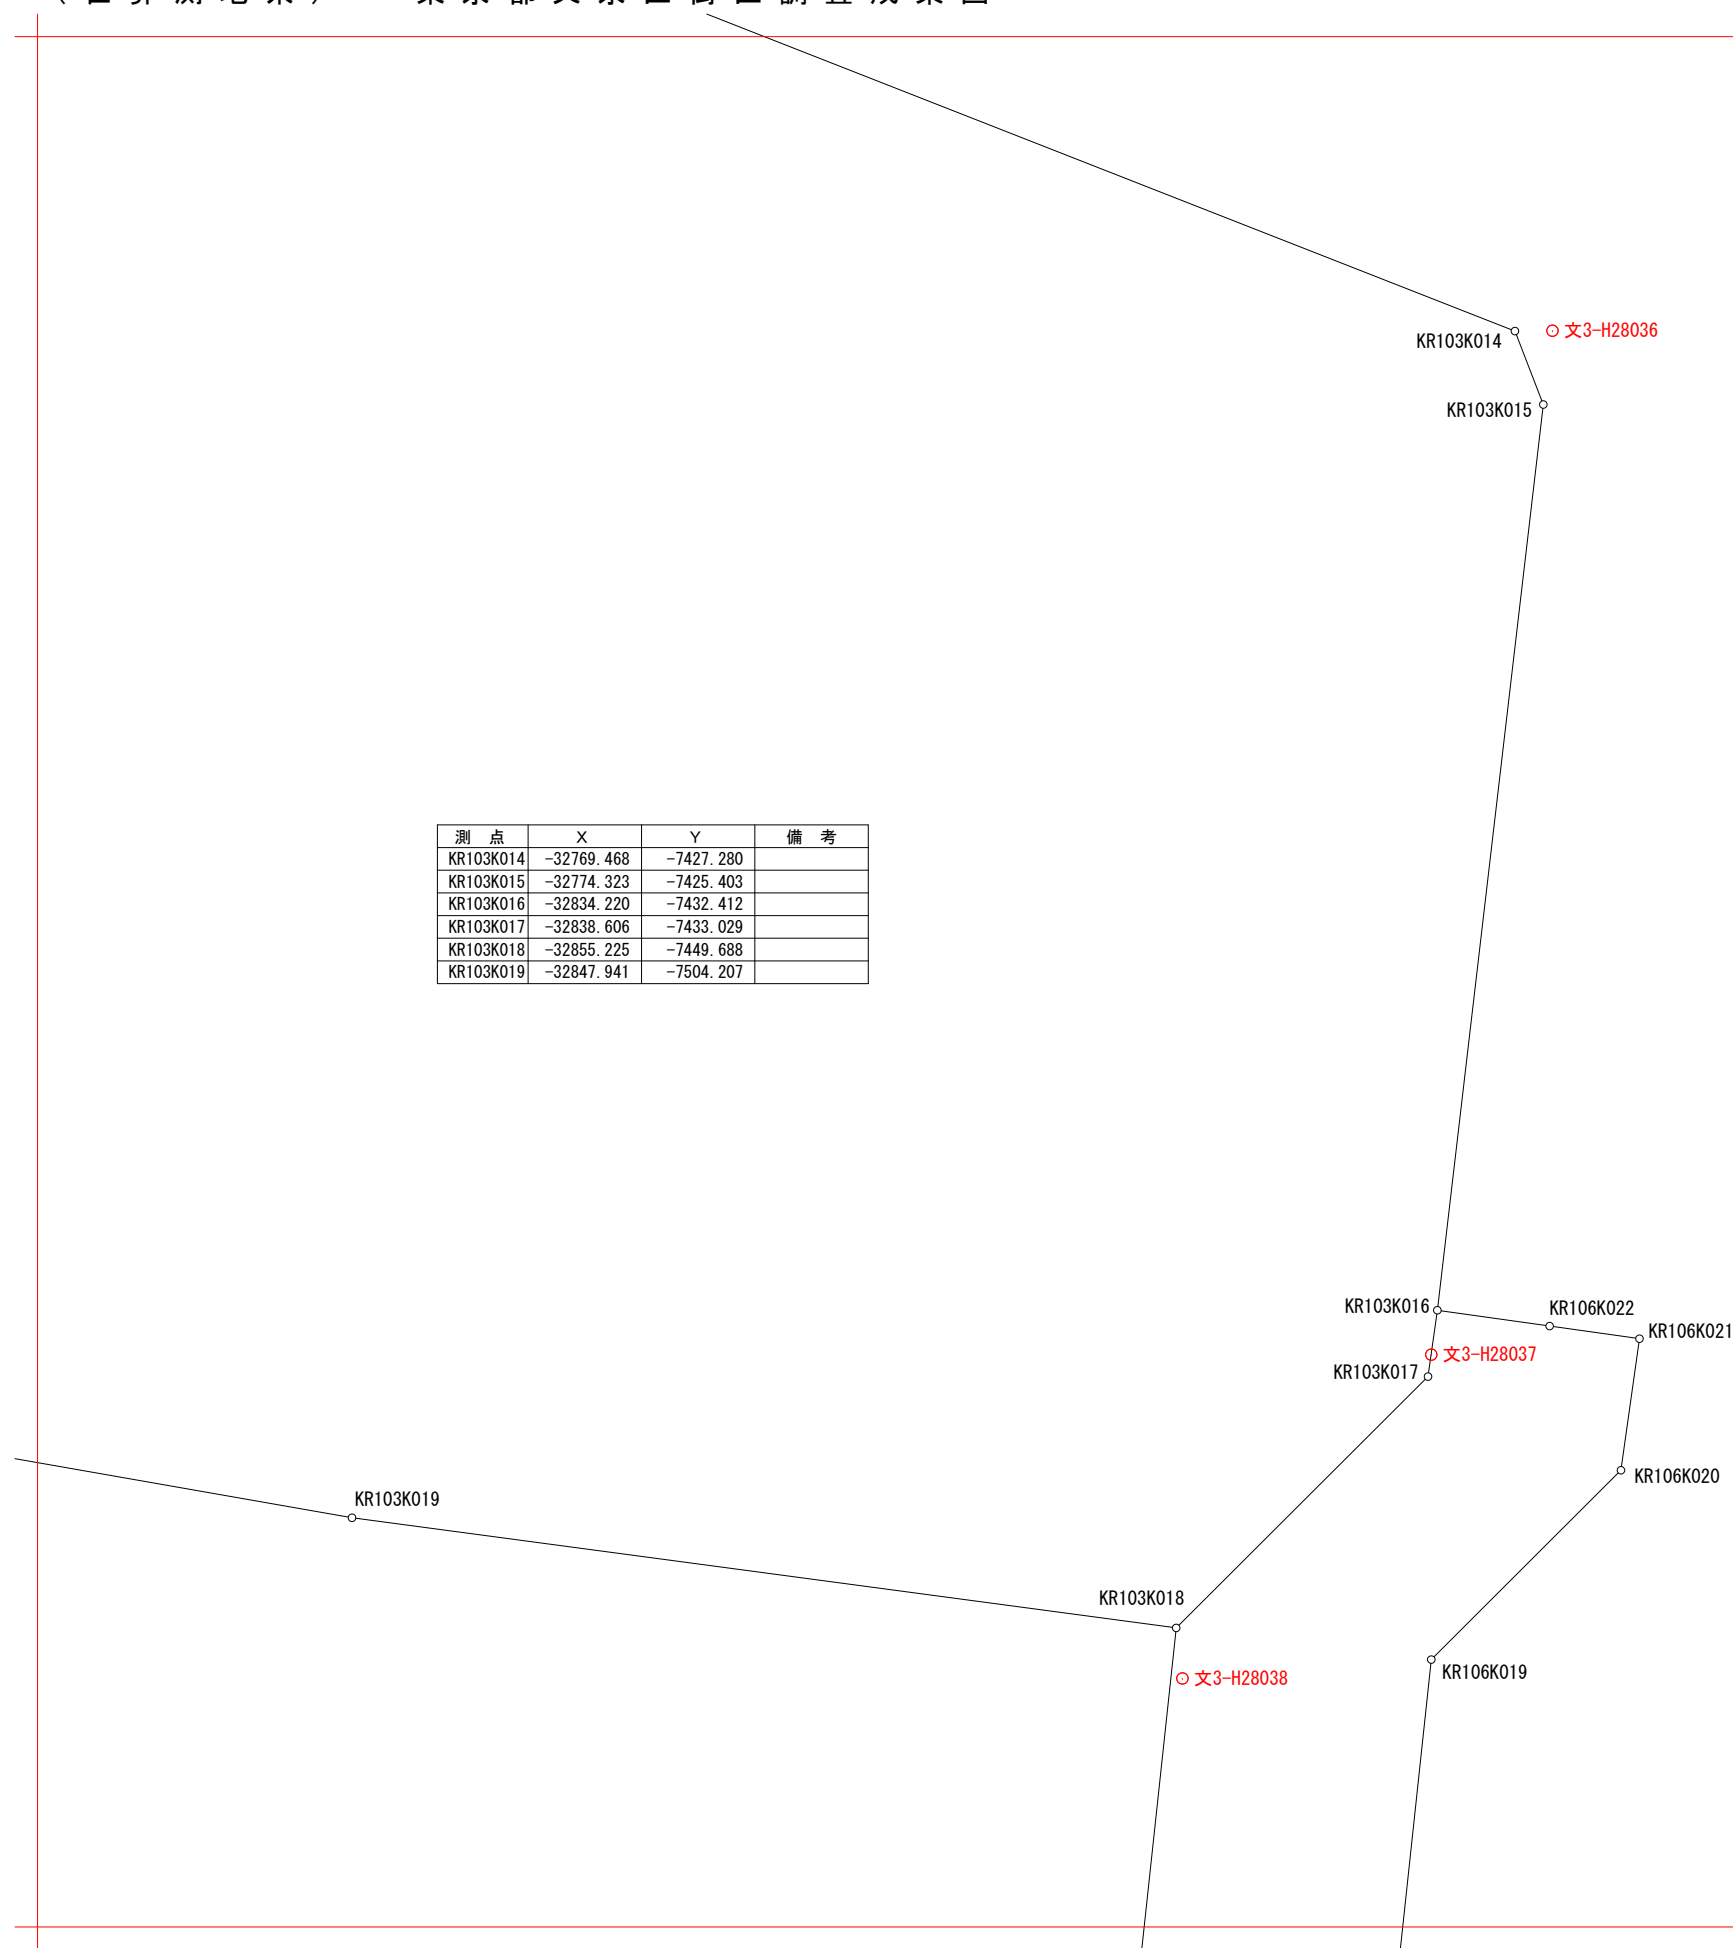 KR103K014
文3-H28036
KR103K015
測 点 X Y 備 考
KR103K014 -32769.468 -7427.280
KR103K015 -32774.323 -7425.403
KR103K016 -32834.220 -7432.412
KR103K017 -32838.606 -7433.029
KR103K018 -32855.225 -7449.688
KR103K019 -32847.941 -7504.207
KR103K016
KR106K022
KR106K021
文3-H28037
KR103K017
KR106K020
KR103K019
KR103K018
KR106K019
文3-H28038